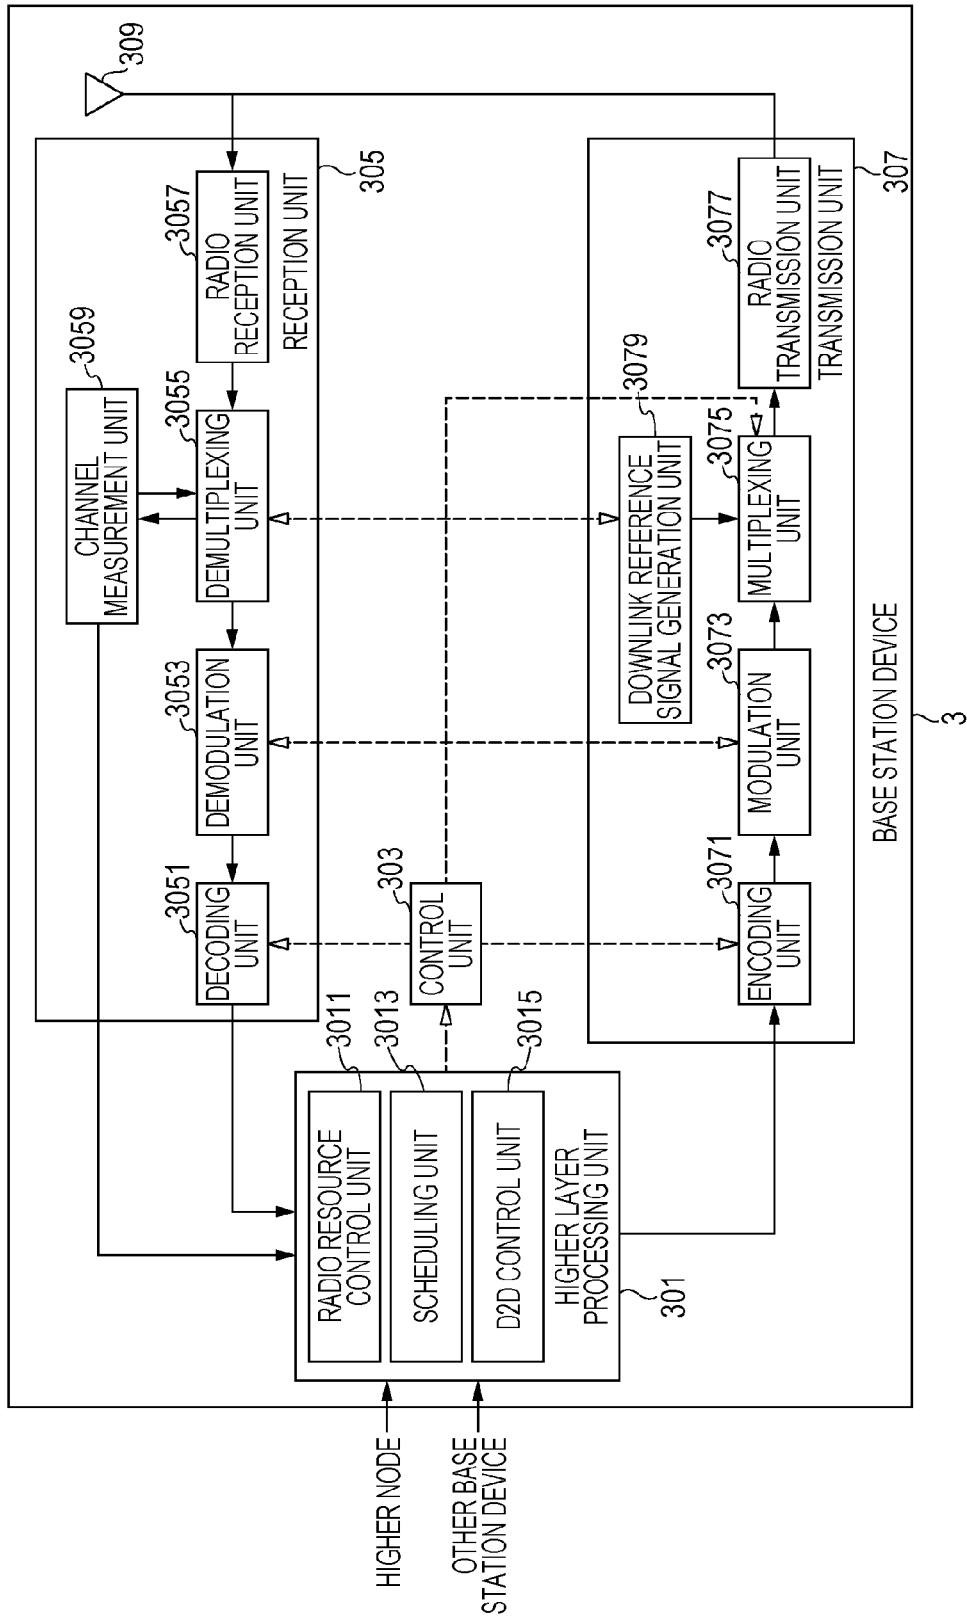 309
3059
CHANNEL
MEASUREMENT UNIT
3051
DECODING
UNIT
3053
DEMODULATION
UNIT
3055
DEMULTIPLEXING
UNIT
3057
RADIO
RECEPTION UNIT
RECEPTION UNIT
305
HIGHER NODE
OTHER BASE
STATION DEVICE
RADIO RESOURCE
CONTROL UNIT
3011
SCHEDULING UNIT
3013
D2D CONTROL UNIT
3015
HIGHER LAYER
PROCESSING UNIT
301
303
CONTROL
UNIT
3079
DOWNLINK REFERENCE
SIGNAL GENERATION UNIT
3071
ENCODING
UNIT
3073
MODULATION
UNIT
3075
MULTIPLEXING
UNIT
3077
RADIO
TRANSMISSION UNIT
TRANSMISSION UNIT
307
BASE STATION DEVICE
3